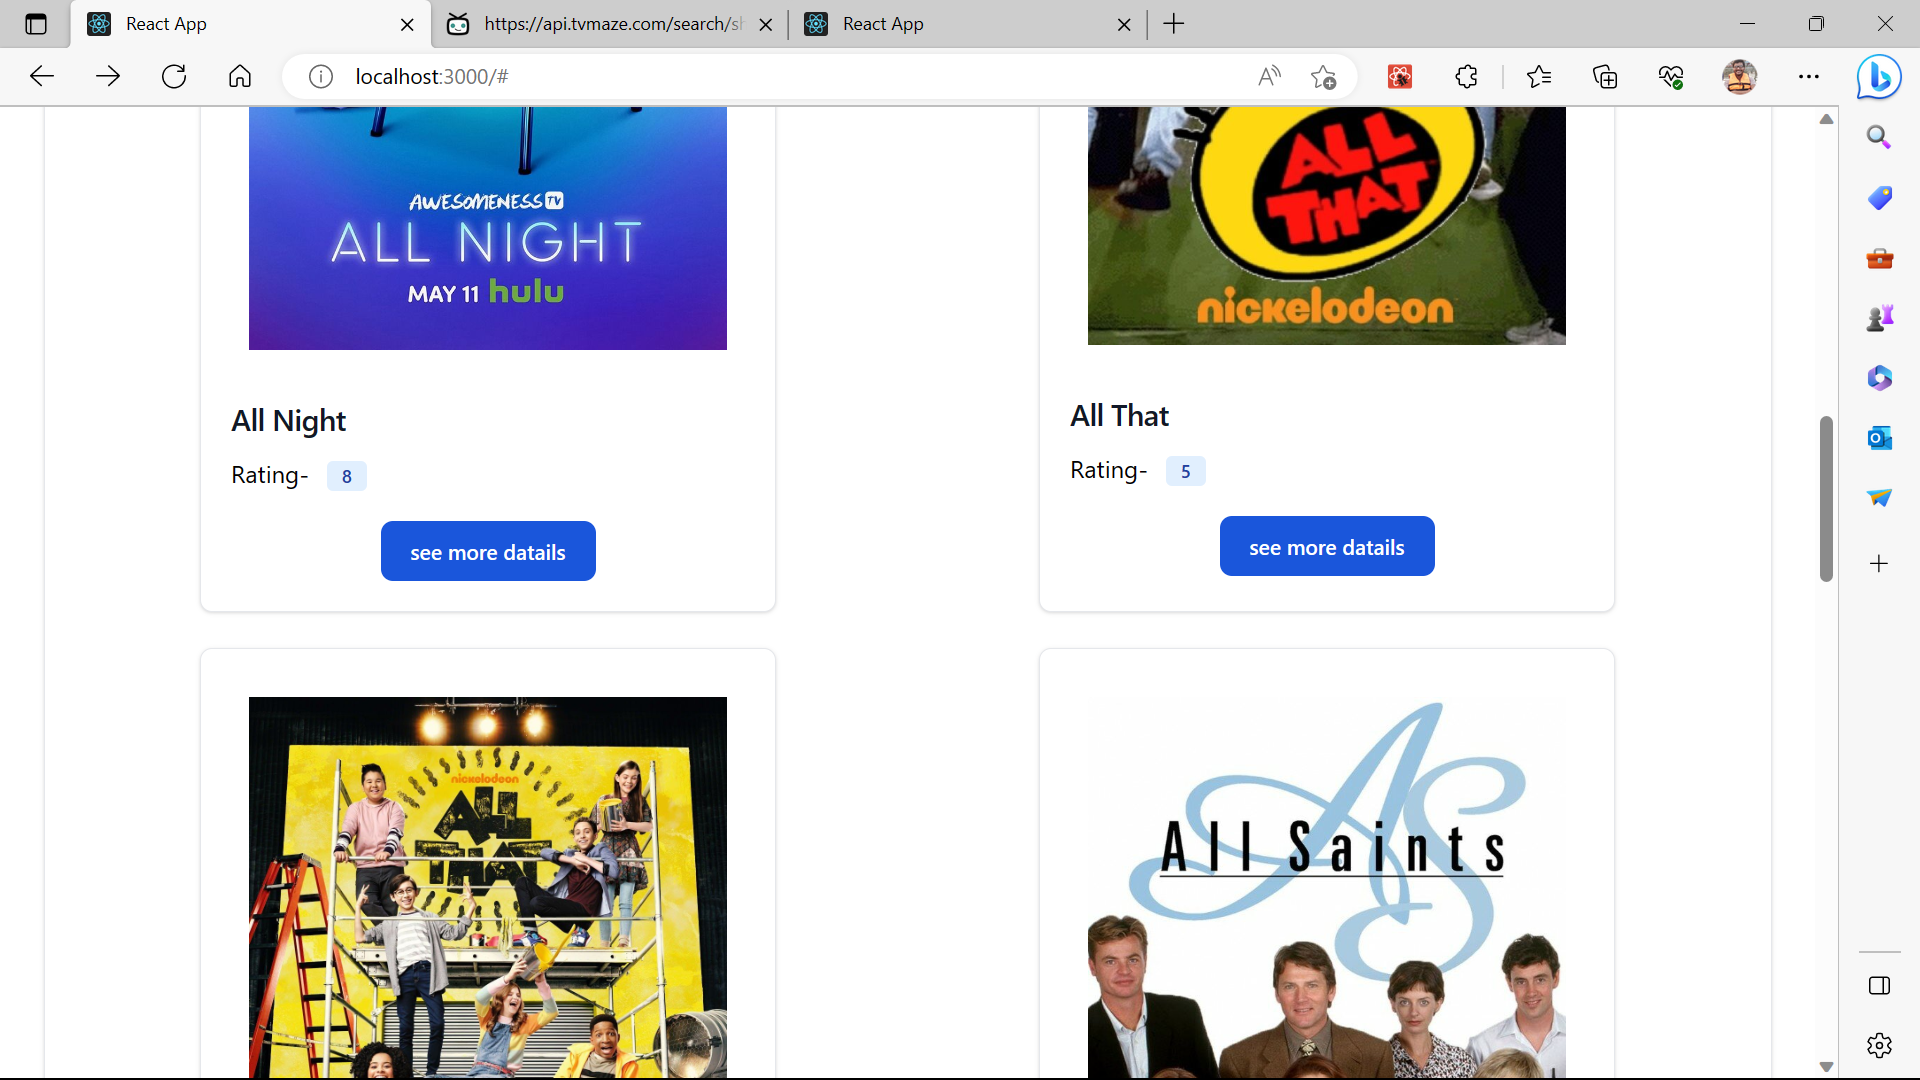 React App
https://api.tvmaze.com/search/sh
React App
localhost:3000/#
AWESOMENESS TV
ALL NIGHT
MAY 11 hulu
ALL THAT
nickelodeon
All Night
Rating- 8
see more datails
All That
Rating- 5
see more datails
nickelodeon
ALL
THAT
AS
All Saints